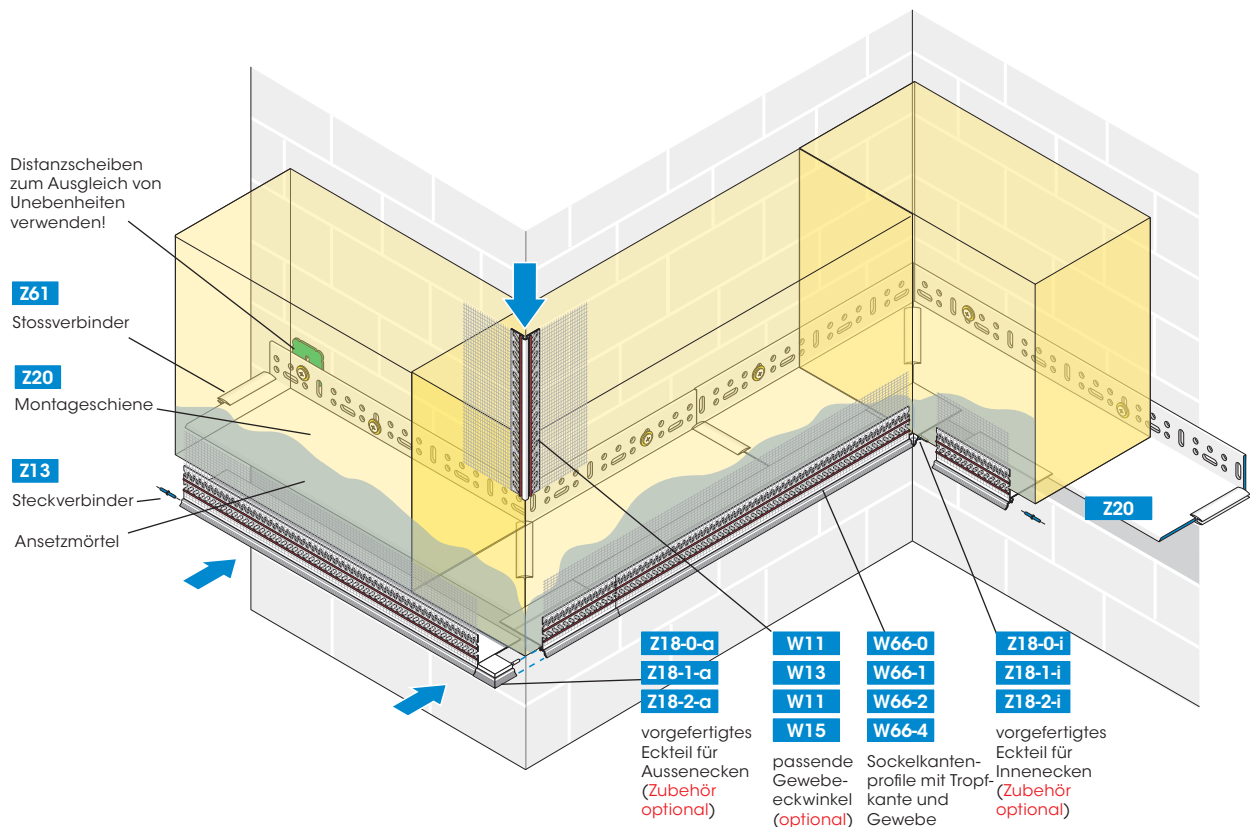 Distanzscheiben
zum Ausgleich von
Unebenheiten
verwenden!
Z61
Stossverbinder
Z20
Montageschiene
Z13
Steckverbinder
Ansetzmörtel
Z20
Z18-0-a
Z18-1-a
Z18-2-a
vorgefertigtes
Eckteil für
Aussenecken
(Zubehör
optional)
W11
W13
W11
W15
passende
Gewebe-
eckwinkel
(optional)
W66-0
W66-1
W66-2
W66-4
Sockelkanten-
profile mit Tropf-
kante und
Gewebe
Z18-0-i
Z18-1-i
Z18-2-i
vorgefertigtes
Eckteil für
Innenecken
(Zubehör
optional)